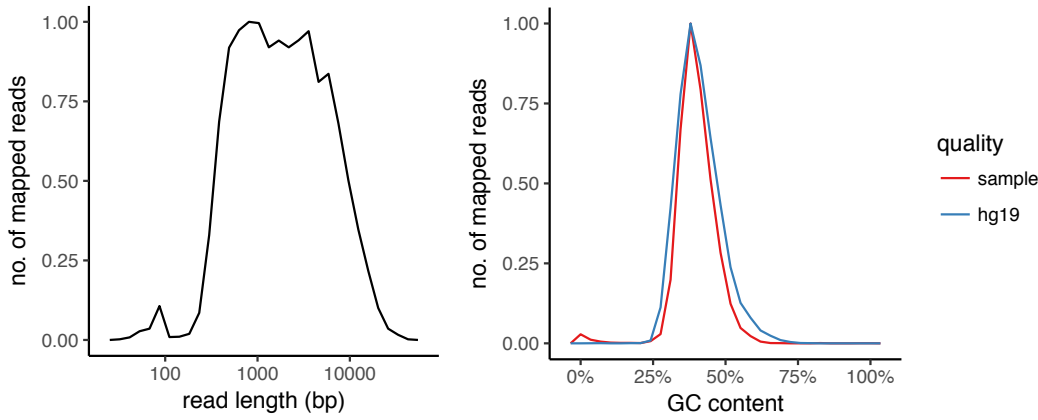 no. of mapped reads
1.00
0.75
0.50
0.25
0.00
100 1000 10000
read length (bp)
no. of mapped reads
1.00
0.75
0.50
0.25
0.00
0% 25% 50% 75% 100%
GC content
quality
sample
hg19